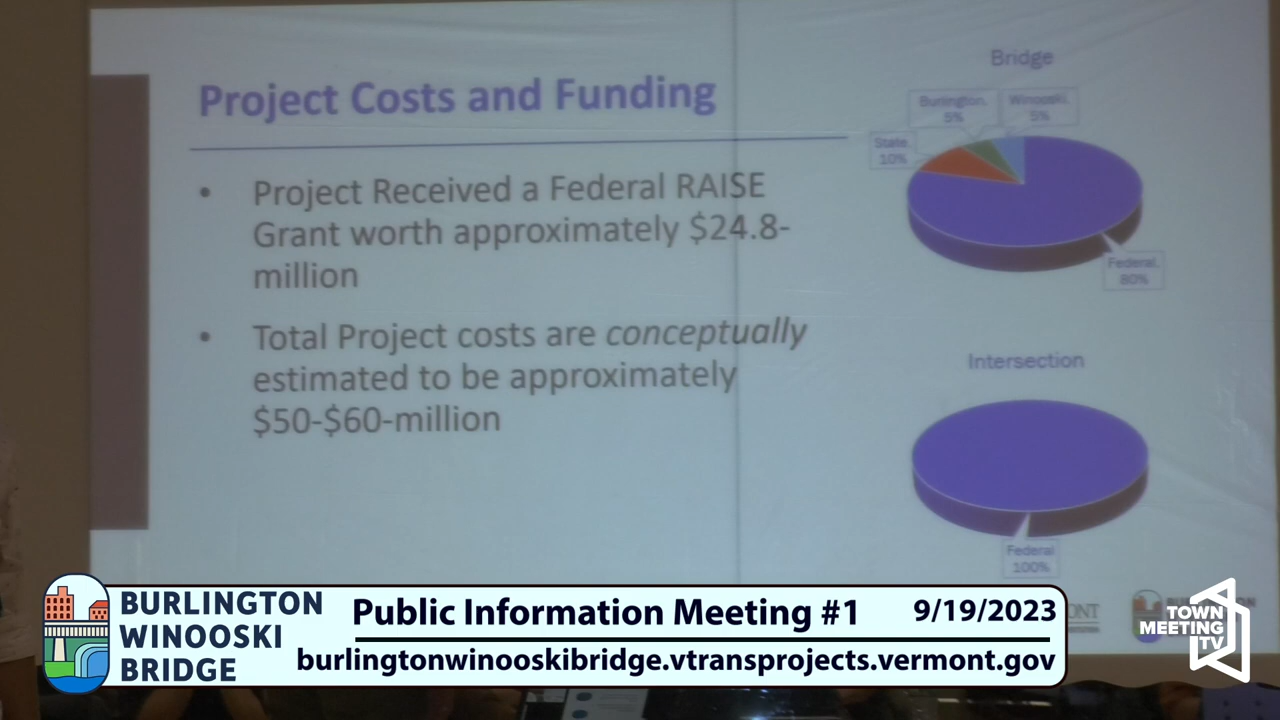 Project Costs and Funding
• Project Received a Federal RAISE
Grant worth approximately $24.8-
million
• Total Project costs are conceptually
estimated to be approximately
$50-$60-million
Bridge
Burlington,
5%
Winooski,
5%
State,
10%
Federal,
80%
Intersection
Federal
100%
BURLINGTON
WINOOSKI
BRIDGE
Public Information Meeting #1
9/19/2023
burlingtonwinooskibridge.vtransprojects.vermont.gov
TOWN
MEETING
TV